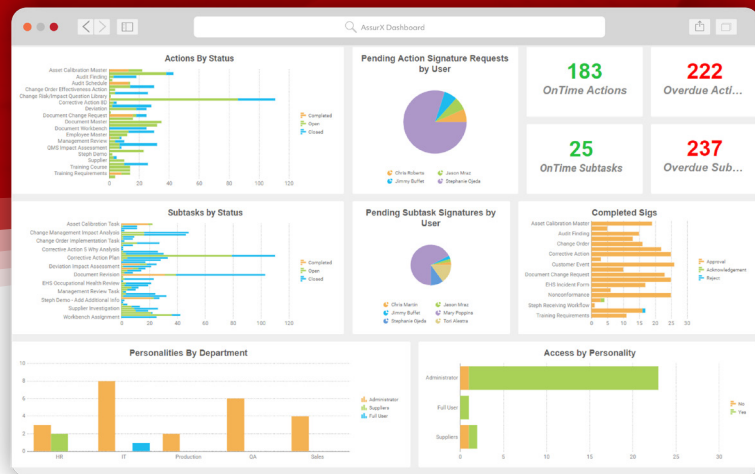 AssurX Dashboard
Actions By Status
Asset Calibration Master
Audit Finding
Audit Schedule
Change Order Effectiveness Action
Change Risk/Impact Question Library
Corrective Action 8D
Deviation
Document Change Request
Document Master
Document Workbench
Employee Master
Management Review
QMS Impact Assessment
Steph Demo
Supplier
Training Course
Training Requirements
0 20 40 60 80 100 120
Completed
Open
Closed
Pending Action Signature Requests
by User
Chris Roberts
Jason Mraz
Jimmy Buffet
Stephanie Ojeda
183
OnTime Actions
222
Overdue Acti...
25
OnTime Subtasks
237
Overdue Sub...
Subtasks by Status
Asset Calibration Task
Change Management Impact Analysis
Change Order Implementation Task
Corrective Action 5 Why Analysis
Corrective Action Plan
Deviation Impact Assessment
Document Revision
EHS Occupational Health Review
Management Review Task
Steph Demo - Add Additional Info
Supplier Investigation
Workbench Assignment
0 20 40 60 80 100 120
Completed
Open
Closed
Pending Subtask Signatures by
User
Chris Martin
Jason Mraz
Jimmy Buffet
Mary Poppins
Stephanie Ojeda
Tori Aleena
Completed Sigs
Asset Calibration Master
Audit Finding
Change Order
Corrective Action
Customer Event
Document Change Request
EHS Incident Form
Nonconformance
Steph Receiving Workflow
Training Requirements
0 5 10 15 20 25 30
Approval
Acknowledgement
Reject
Personalities By Department
10
8
6
4
2
0
HR IT Production QA Sales
Administrator
Suppliers
Full User
Access by Personality
Administrator
Full User
Suppliers
0 5 10 15 20 25 30
No
Yes